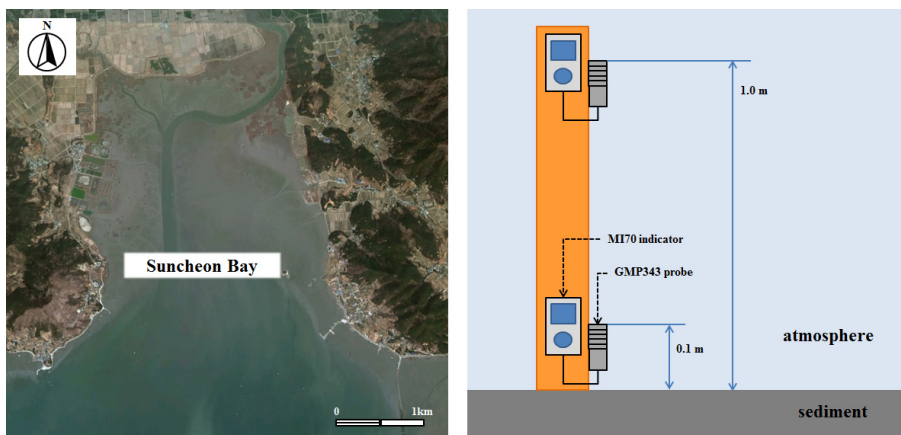 N
Suncheon Bay
0 1km
1.0 m
MI70 indicator
GMP343 probe
0.1 m
atmosphere
sediment